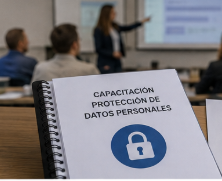 CAPACITACIÓN
PROTECCIÓN DE
DATOS PERSONALES